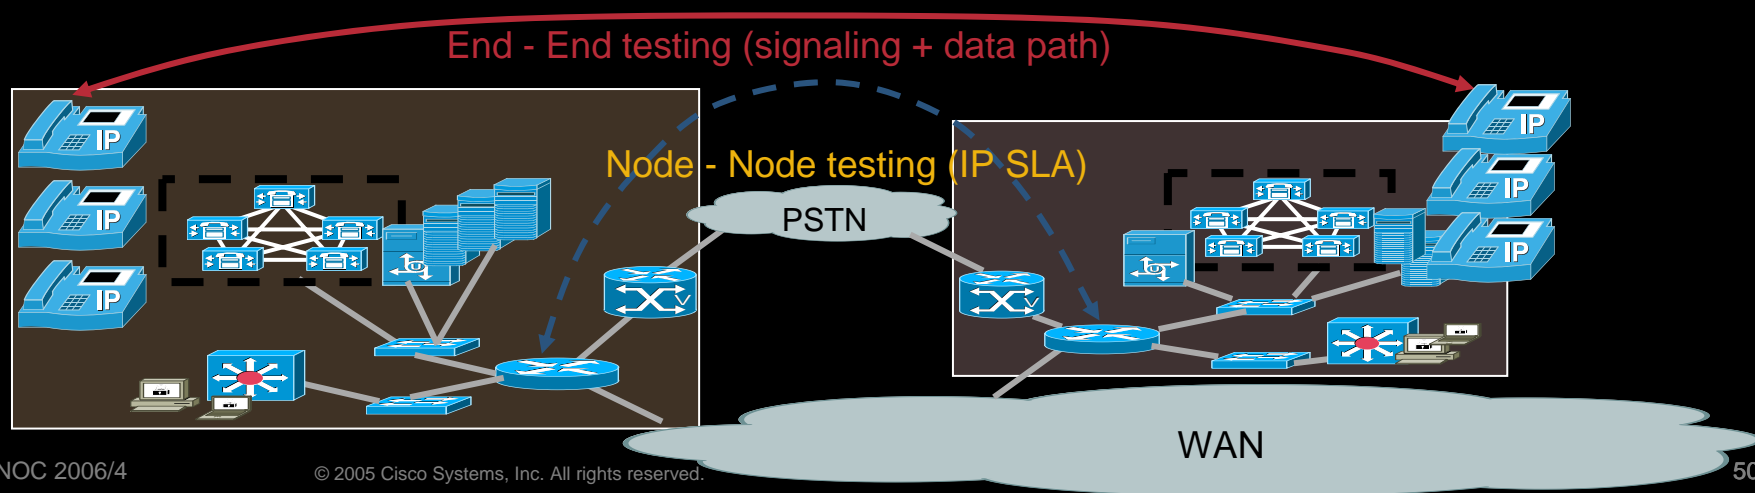 End - End testing (signaling + data path)
IP
IP
IP
IP
IP
IP
Node - Node testing (IP SLA)
PSTN
V
V
WAN
NOC 2006/4
© 2005 Cisco Systems, Inc. All rights reserved.
50